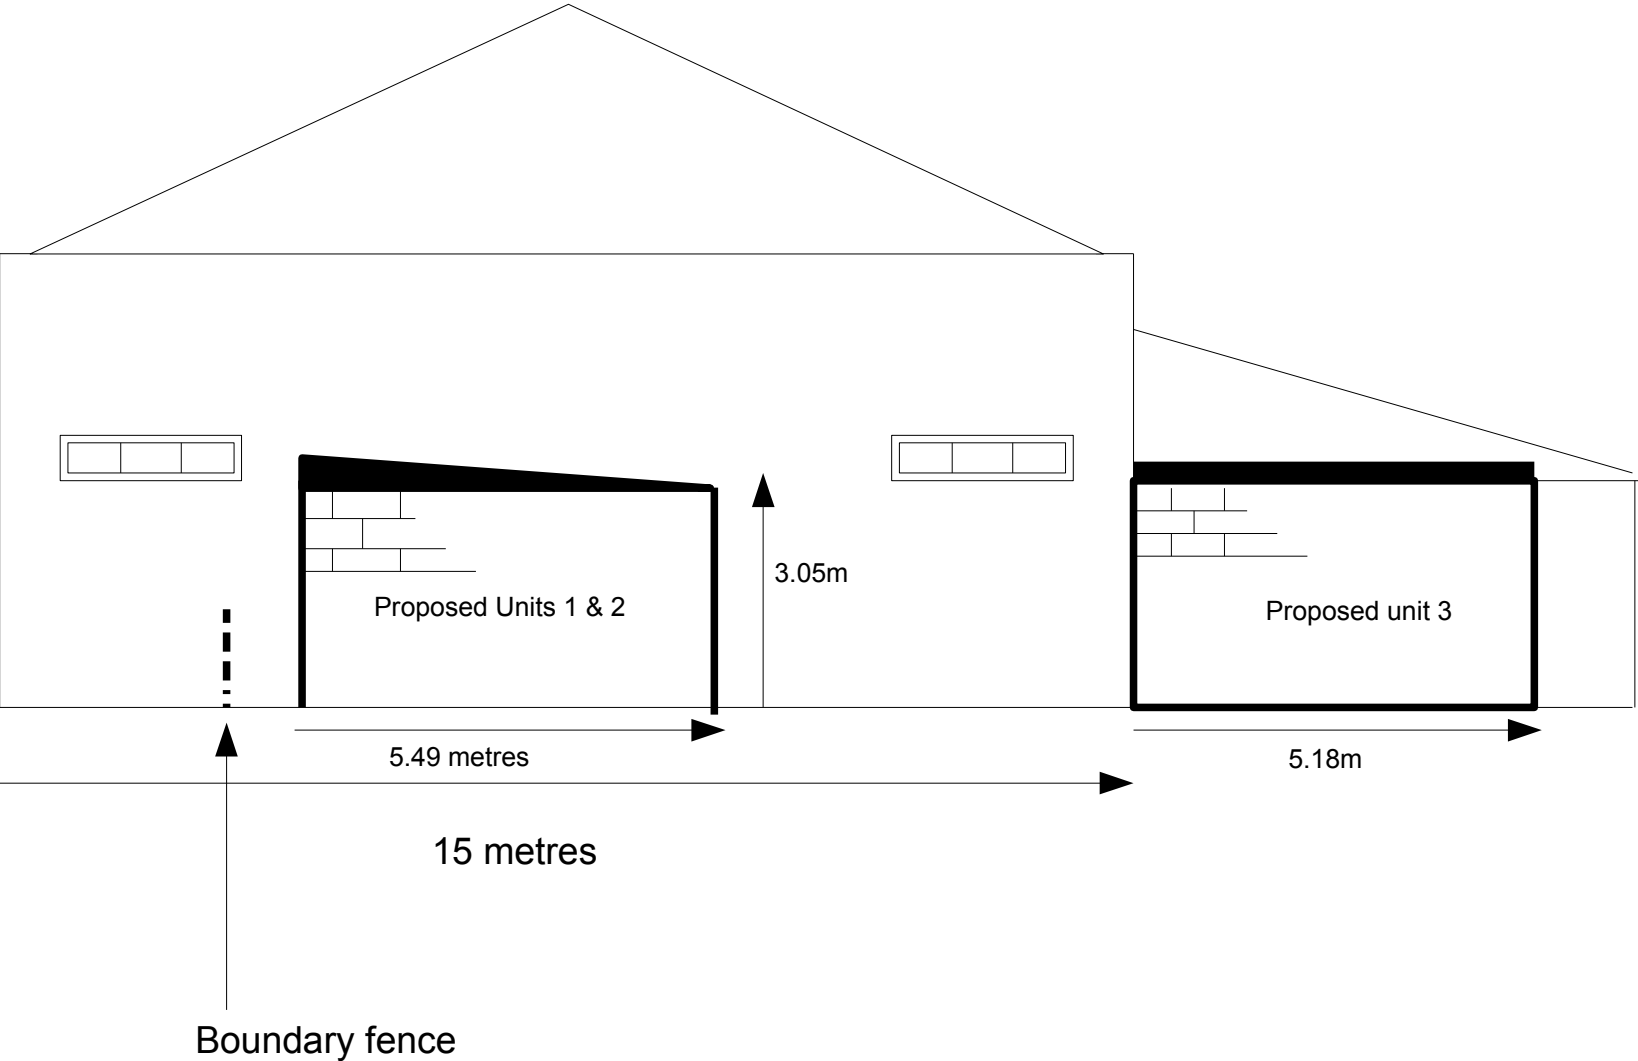 3.05m
Proposed Units 1 & 2
Proposed unit 3
5.49 metres
5.18m
15 metres
Boundary fence